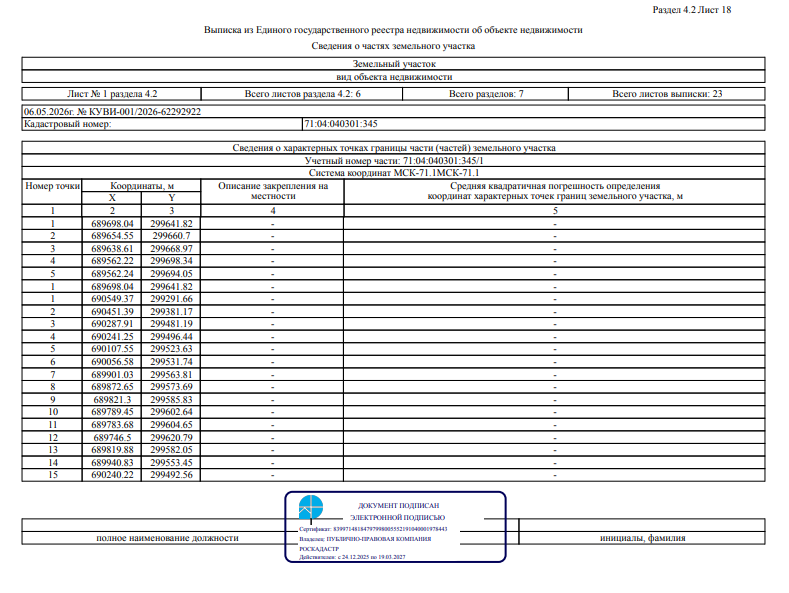 Раздел 4.2 Лист 18
Выписка из Единого государственного реестра недвижимости об объекте недвижимости
Сведения о частях земельного участка
Земельный участок
вид объекта недвижимости
Лист № 1 раздела 4.2 Всего листов раздела 4.2: 6 Всего разделов: 7 Всего листов выписки: 23
06.05.2026г. № КУВИ-001/2026-62292922
Кадастровый номер: 71:04:040301:345
Сведения о характерных точках границы части (частей) земельного участка
Учетный номер части: 71:04:040301:345/1
Система координат МСК-71.1МСК-71.1
Номер точки Координаты, м Описание закрепления на местности Средняя квадратичная погрешность определения координат характерных точек границ земельного участка, м
X Y
1 2 3 4 5
1 689698.04 299641.82 - -
2 689654.55 299660.7 - -
3 689638.61 299668.97 - -
4 689562.22 299698.34 - -
5 689562.24 299694.05 - -
1 689698.04 299641.82 - -
1 690549.37 299291.66 - -
2 690451.39 299381.17 - -
3 690287.91 299481.19 - -
4 690241.25 299496.44 - -
5 690107.55 299523.63 - -
6 690056.58 299531.74 - -
7 689901.03 299563.81 - -
8 689872.65 299573.69 - -
9 689821.3 299585.83 - -
10 689789.45 299602.64 - -
11 689783.68 299604.65 - -
12 689746.5 299620.79 - -
13 689819.88 299582.05 - -
14 689940.83 299553.45 - -
15 690240.22 299492.56 - -
ДОКУМЕНТ ПОДПИСАН
ЭЛЕКТРОННОЙ ПОДПИСЬЮ
Владелец: ПУБЛИЧНО-ПРАВОВАЯ КОМПАНИЯ
РОСКАДАСТР
Действителен: с 24.12.2025 по 19.03.2027
полное наименование должности инициалы, фамилия